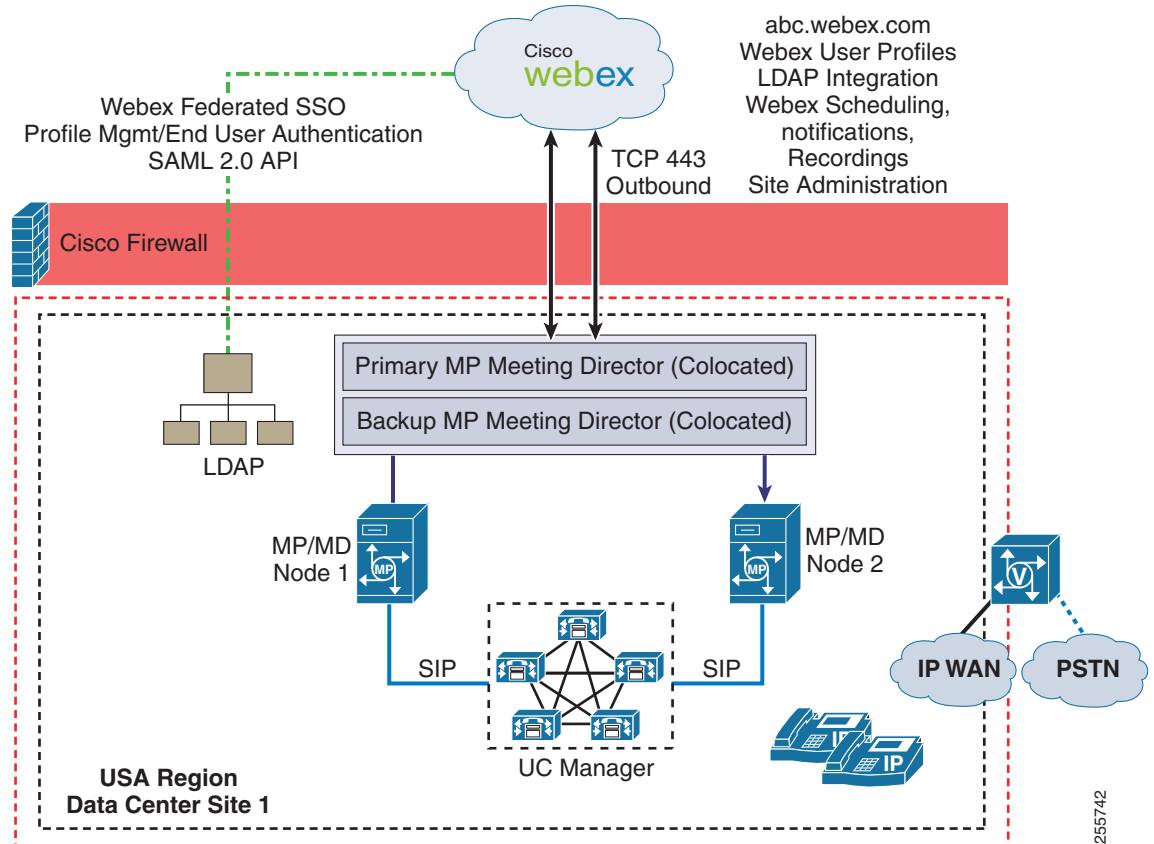 Cisco
webex
abc.webex.com
Webex User Profiles
LDAP Integration
Webex Scheduling,
notifications,
Recordings
Site Administration
Webex Federated SSO
Profile Mgmt/End User Authentication
SAML 2.0 API
TCP 443
Outbound
Cisco Firewall
Primary MP Meeting Director (Colocated)
Backup MP Meeting Director (Colocated)
LDAP
MP/MD
Node 1
MP
MP
MP/MD
Node 2
V
SIP
SIP
IP WAN
PSTN
UC Manager
IP
IP
USA Region
Data Center Site 1
255742